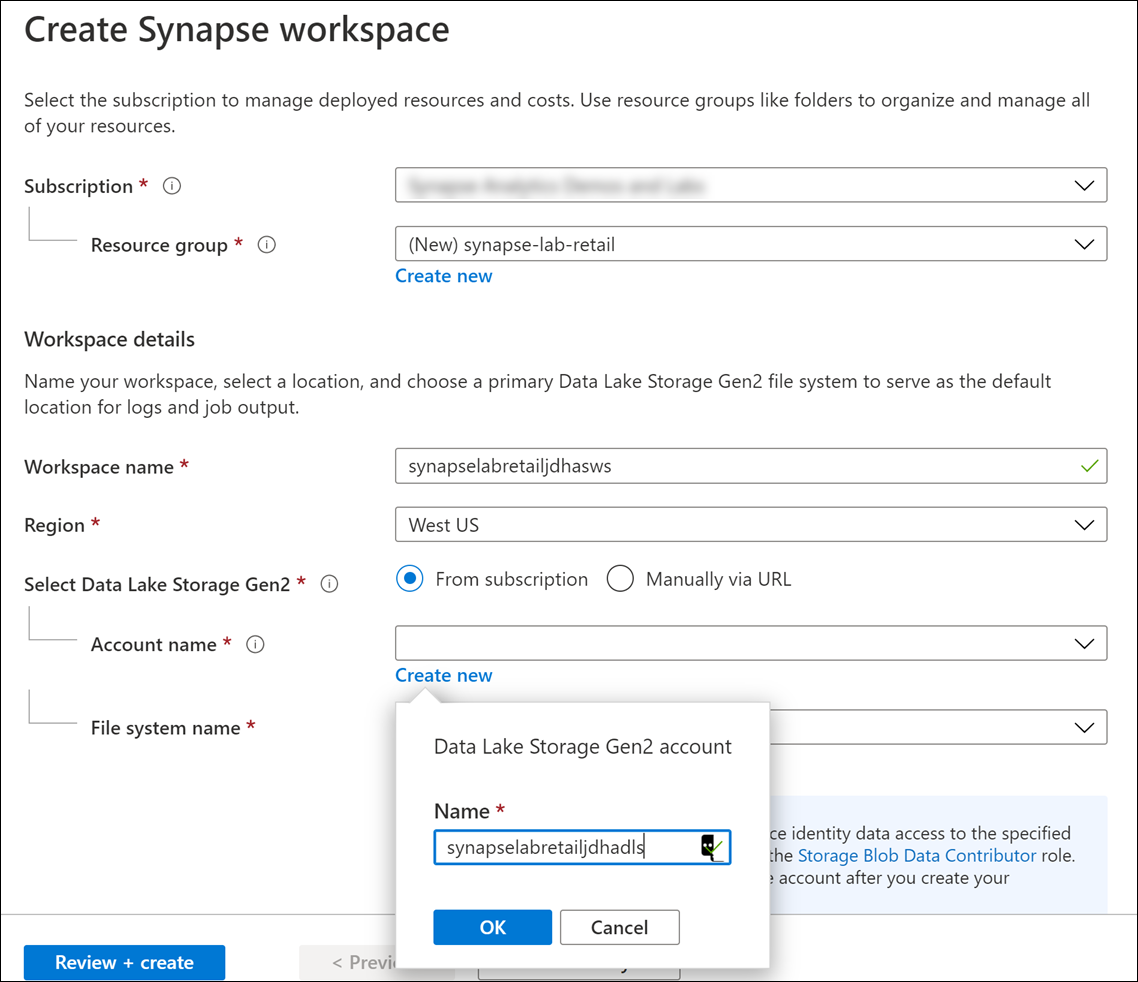 Create Synapse workspace
Select the subscription to manage deployed resources and costs. Use resource groups like folders to organize and manage all
of your resources.
Subscription *
Synapse Analytics Demos and Labs
Resource group *
(New) synapse-lab-retail
Create new
Workspace details
Name your workspace, select a location, and choose a primary Data Lake Storage Gen2 file system to serve as the default
location for logs and job output.
Workspace name *
synapselabretailjdhasws
Region *
West US
Select Data Lake Storage Gen2 *
From subscription
Manually via URL
Account name *
Create new
File system name *
Data Lake Storage Gen2 account
Name *
synapselabretailjdhadls
OK
Cancel
ce identity data access to the specified
the Storage Blob Data Contributor role.
account after you create your
Review + create
< Previ